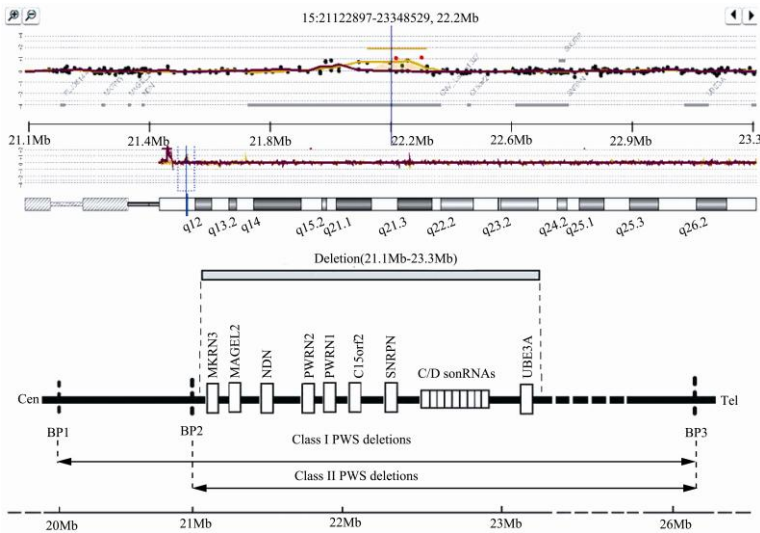 15:21122897-23348529, 22.2Mb
21.1Mb 21.4Mb 21.8Mb 22.2Mb 22.6Mb 22.9Mb 23.3
q12 q13.2 q14 q15.2 q21.1 q21.3 q22.2 q23.2 q24.2 q25.1 q25.3 q26.2
Deletion(21.1Mb-23.3Mb)
MKRN3 MAGEL2 NDN PWRN2 PWRN1 C15orf2 SNRPN C/D sonRNAs UBE3A
Cen Tel
BP1 BP2 BP3
Class I PWS deletions
Class II PWS deletions
20Mb 21Mb 22Mb 23Mb 26Mb